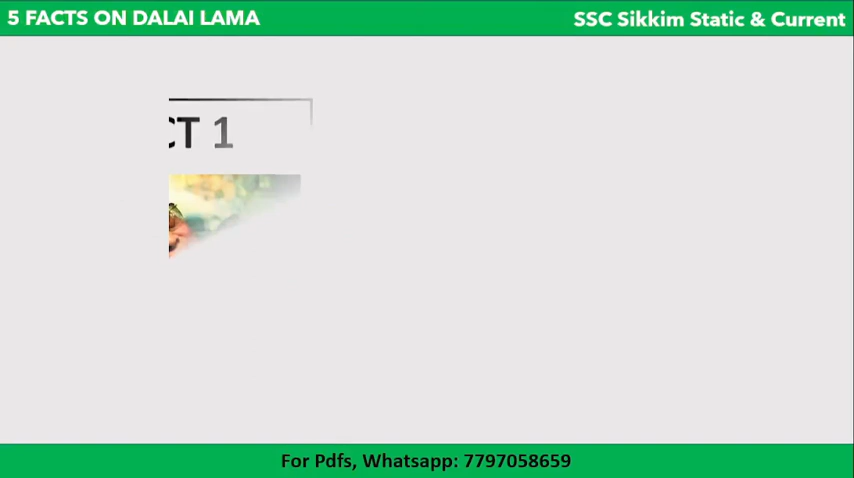 5 FACTS ON DALAI LAMA
SSC Sikkim Static & Current
CT 1
For Pdfs, Whatsapp: 7797058659